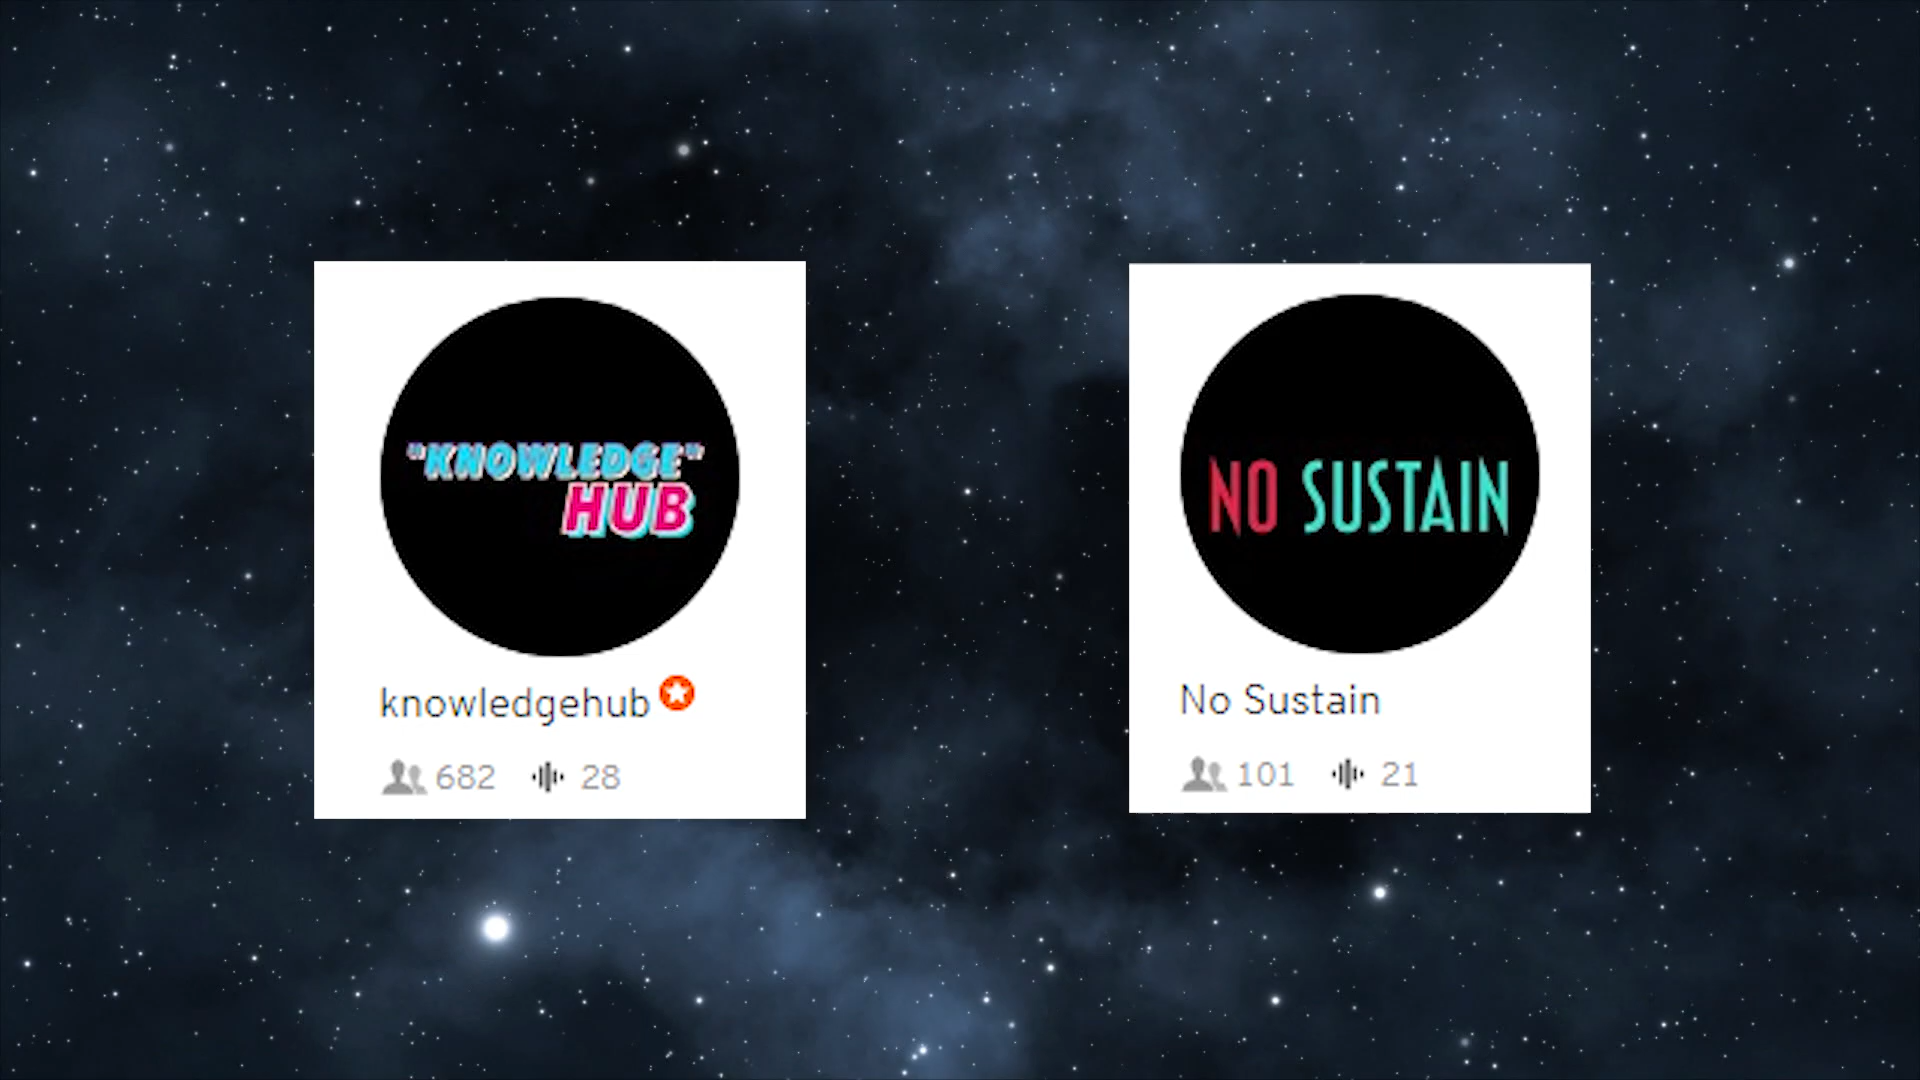 "KNOWLEDGE"
HUB
knowledgehub
682 28
NO SUSTAIN
No Sustain
101 21